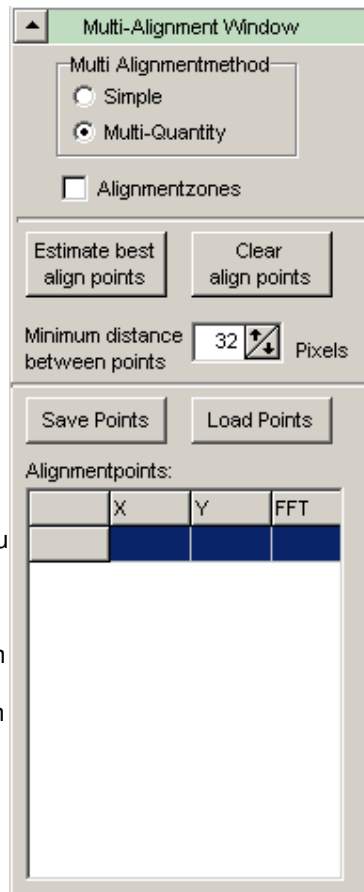 Multi-Alignment Window
Multi Alignmentmethod
Simple
Multi-Quantity
Alignmentzones
Estimate best
align points
Clear
align points
Minimum distance
between points
32
Pixels
Save Points
Load Points
Alignmentpoints:
X Y FFT